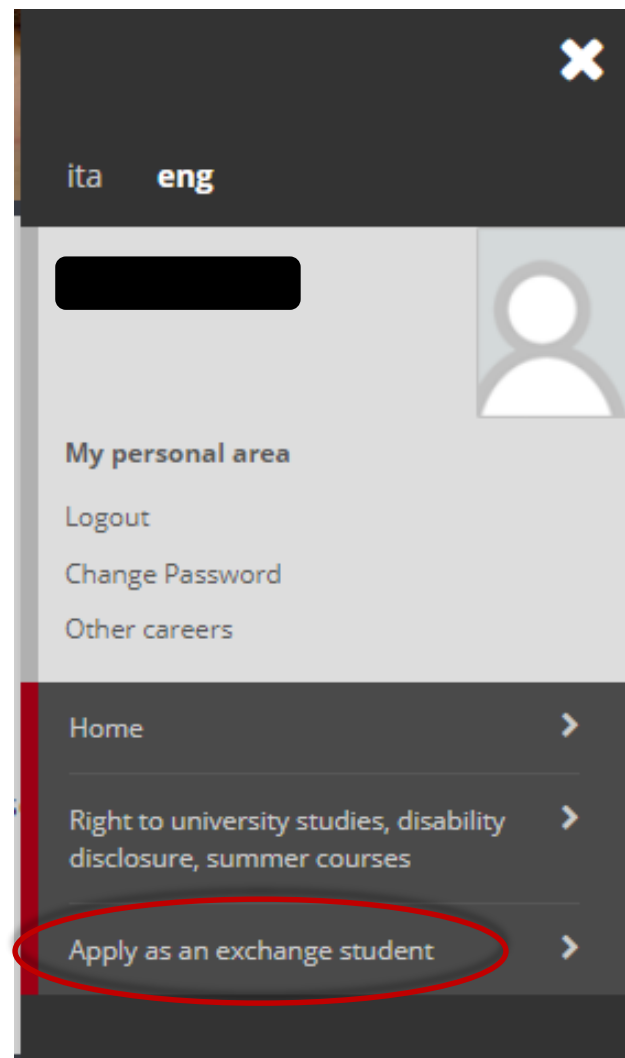 ita eng
My personal area
Logout
Change Password
Other careers
Home
Right to university studies, disability
disclosure, summer courses
Apply as an exchange student